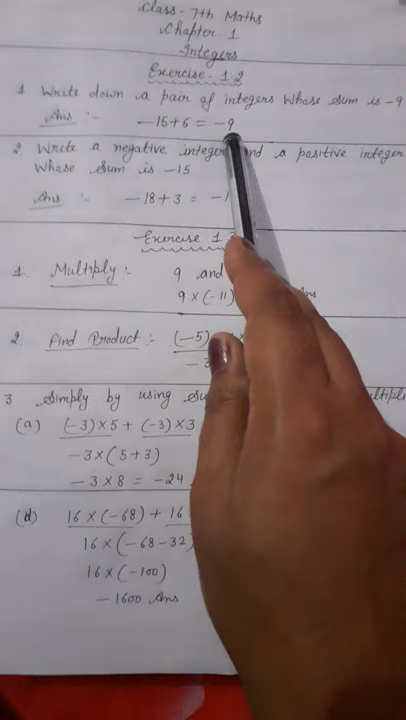 Class - 7th Maths
Chapter - 1
Integers
Exercise - 1.2
1 Write down a pair of integers whose sum is -9
Ans :- -15+6 = -9
2 Write a negative integer and a positive integer
Whose sum is -15
Ans :- -18+3 = -1
Exercise 1.
1. Multiply :- 9 and
9 × (-11) Ans
2. Find Product :- (-5)
-3
3 Simply by using
(a) (-3)×5 + (-3)×3
-3×(5+3)
-3×8 = -24
(d) 16×(-68) + 16
16×(-68-32)
16×(-100)
-1600 Ans